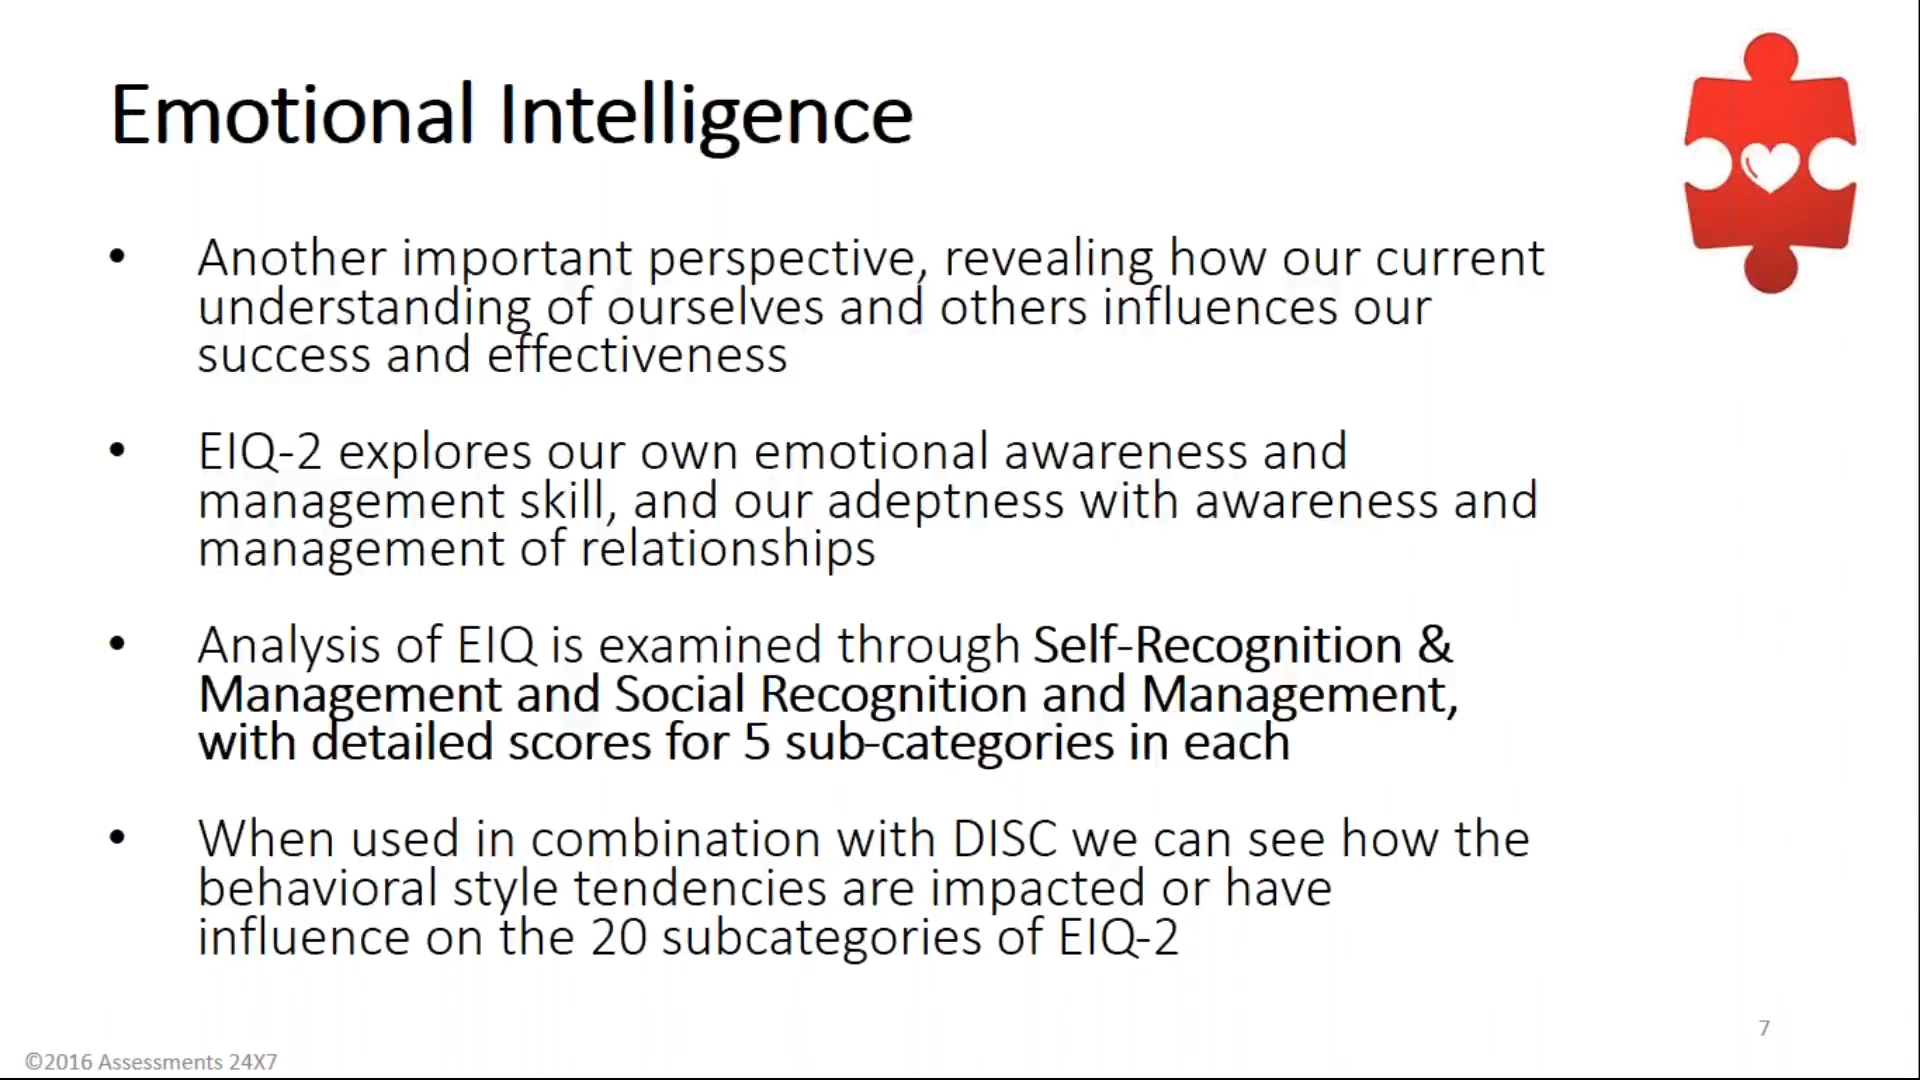 Emotional Intelligence
• Another important perspective, revealing how our current
understanding of ourselves and others influences our
success and effectiveness
• EIQ-2 explores our own emotional awareness and
management skill, and our adeptness with awareness and
management of relationships
• Analysis of EIQ is examined through Self-Recognition &
Management and Social Recognition and Management,
with detailed scores for 5 sub-categories in each
• When used in combination with DISC we can see how the
behavioral style tendencies are impacted or have
influence on the 20 subcategories of EIQ-2
7
©2016 Assessments 24X7